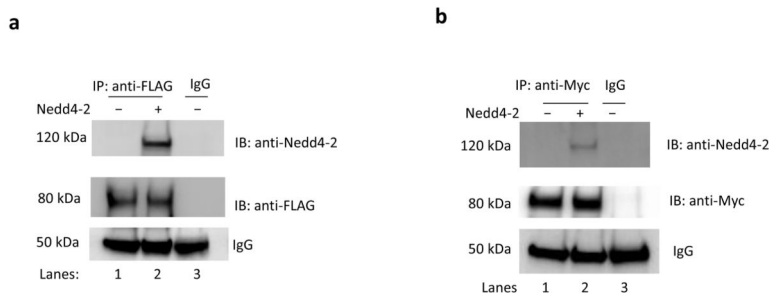 a
IP: anti-FLAG IgG
Nedd4-2 − + −
120 kDa IB: anti-Nedd4-2
80 kDa IB: anti-FLAG
50 kDa IgG
Lanes: 1 2 3
b
IP: anti-Myc IgG
Nedd4-2 − + −
120 kDa IB: anti-Nedd4-2
80 kDa IB: anti-Myc
50 kDa IgG
Lanes 1 2 3